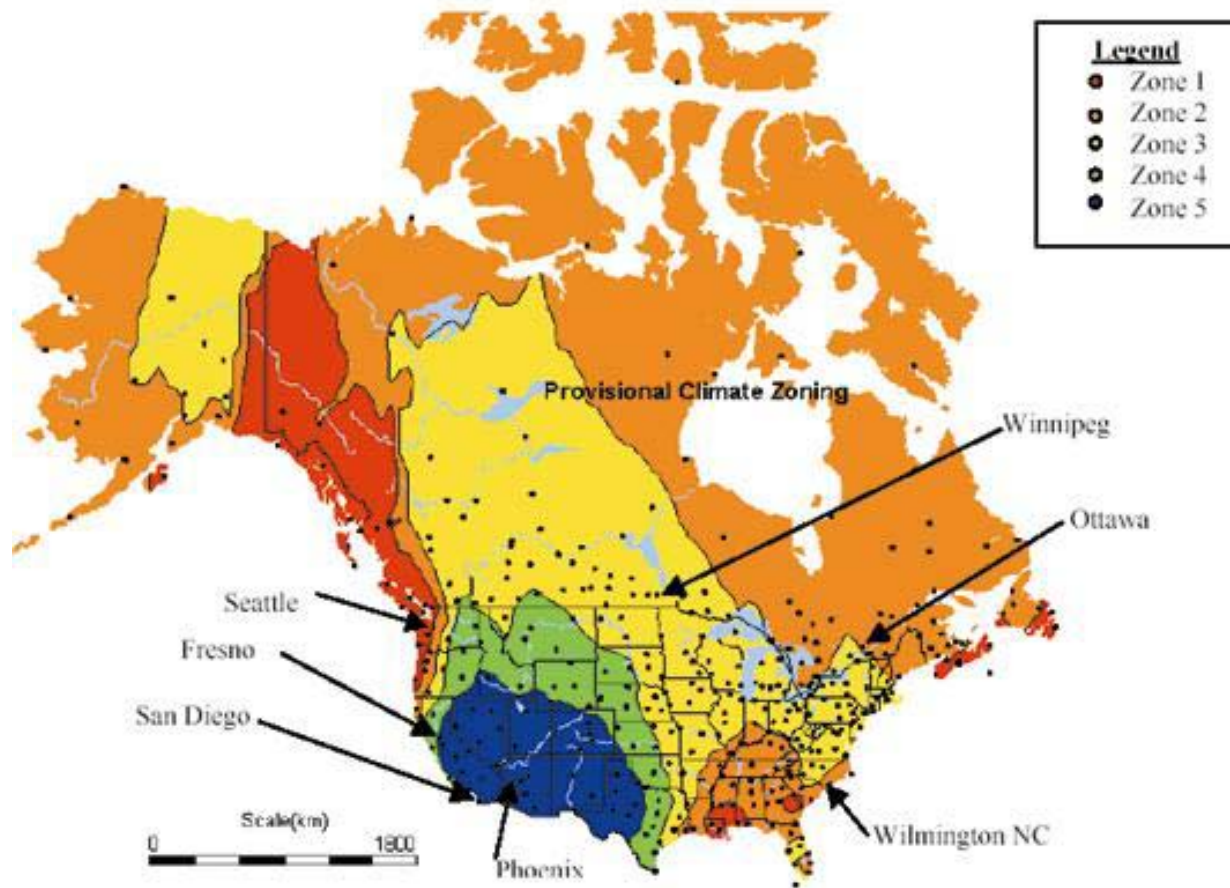 Legend
Zone 1
Zone 2
Zone 3
Zone 4
Zone 5
Provisional Climate Zoning
Winnipeg
Ottawa
Seattle
Fresno
San Diego
Scale(km)
0 1800
Phoenix
Wilmington NC